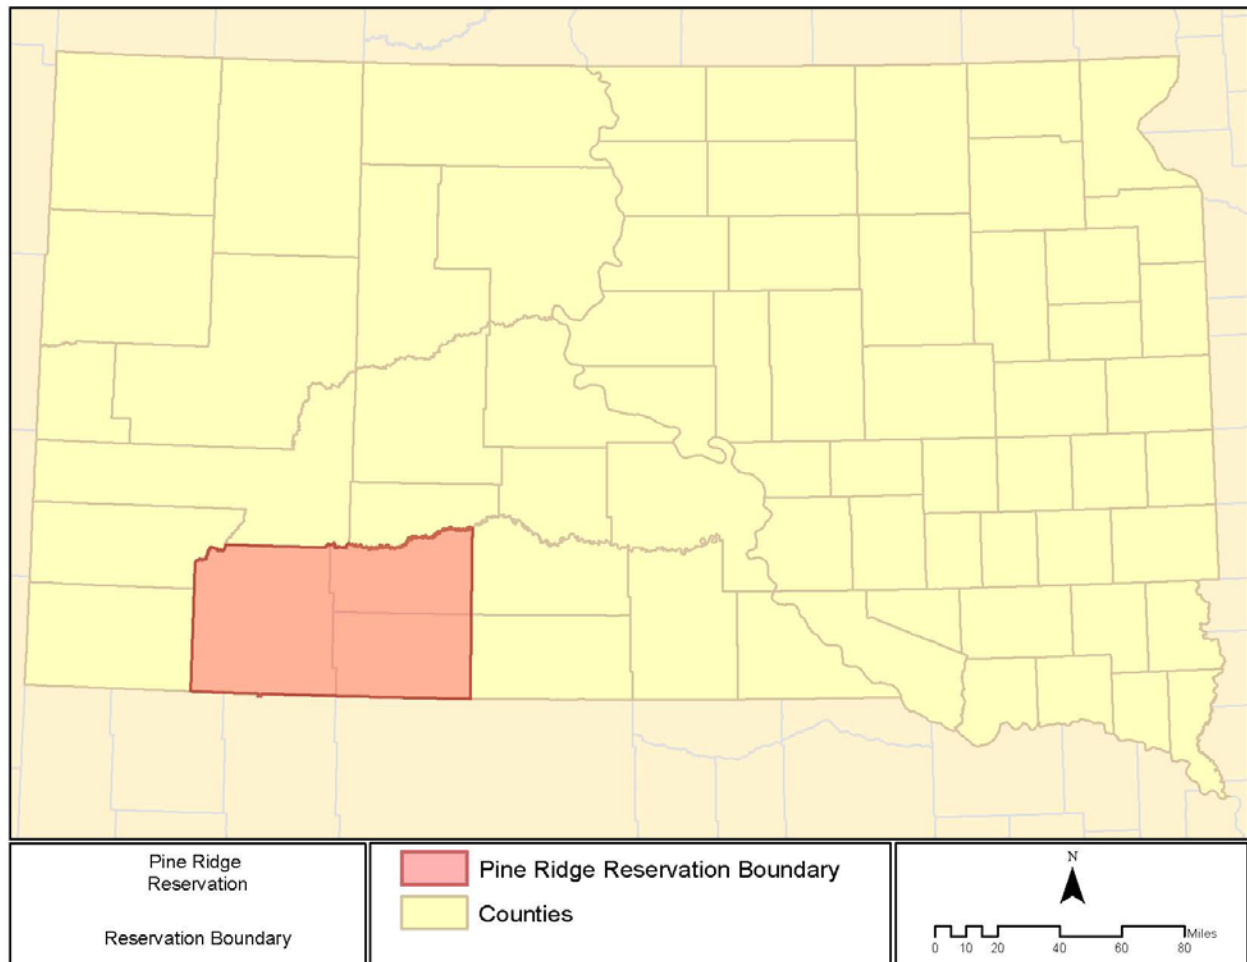 Pine Ridge
Reservation
Reservation Boundary
Pine Ridge Reservation Boundary
Counties
N
Miles
0 10 20 40 60 80